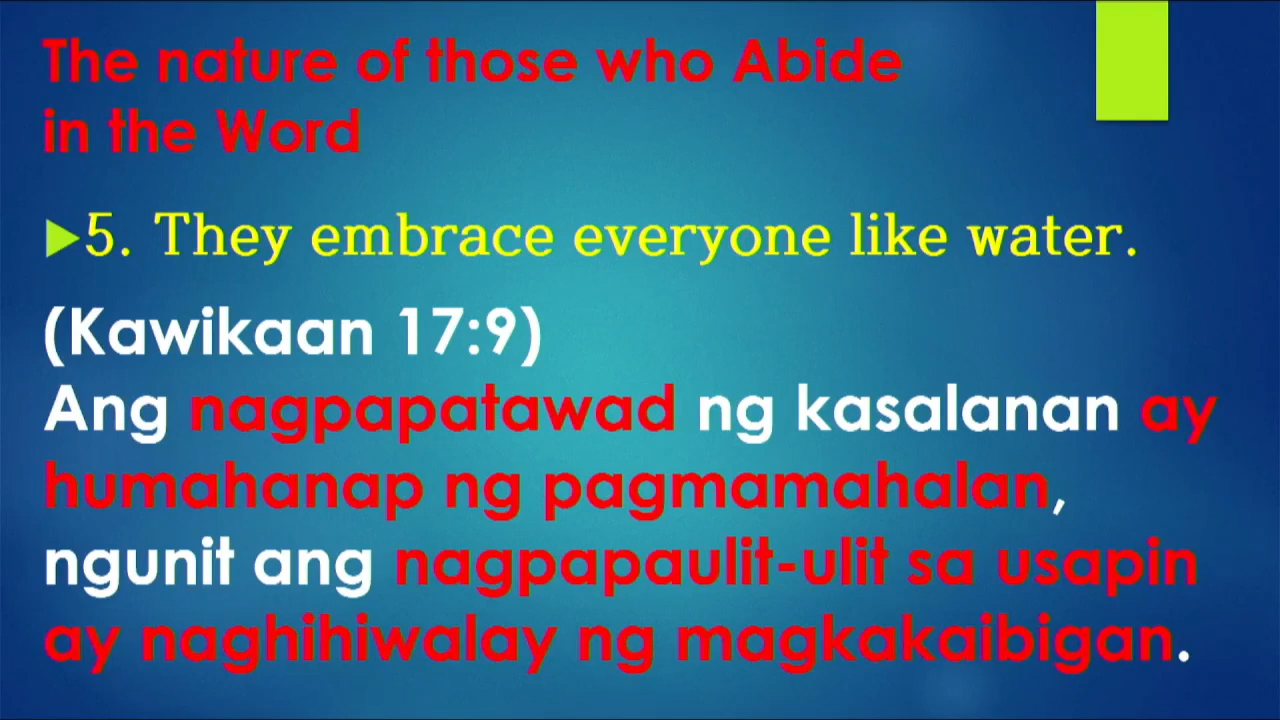 The nature of those who Abide
in the Word
5. They embrace everyone like water.
(Kawikaan 17:9)
Ang nagpapatawad ng kasalanan ay
humahanap ng pagmamahalan,
ngunit ang nagpapaulit-ulit sa usapin
ay naghihiwalay ng magkakaibigan.